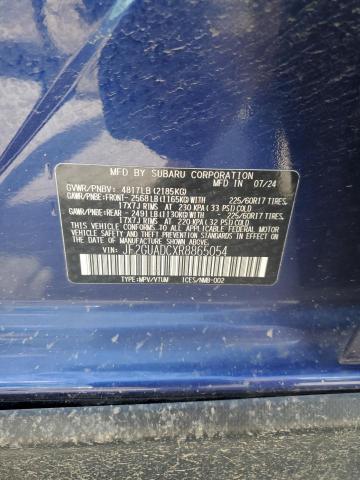 MFD BY SUBARU CORPORATION IN 07/24
GVWR/PNBV: 4817LB(2185KG)
GAWR/PNBE:FRONT-2568LB(1165KG) WITH 225/60R17 TIRES,
17X7J RIMS AT 230 KPA(33 PSI)COLD
GAWR/PNBE:REAR - 2491LB(1130KG) WITH 225/60R17 TIRES,
17X7J RIMS AT 220 KPA(32 PSI)COLD
THIS VEHICLE CONFORMS TO ALL APPLICABLE FEDERAL
MOTOR VEHICLE SAFETY AND BUMPER STANDARDS IN
EFFECT ON THE DATE OF MANUFACTURE SHOWN ABOVE.
VIN: JF2GUADCXR8865054
TYPE:MPV/VTUM ICES/NMB-002